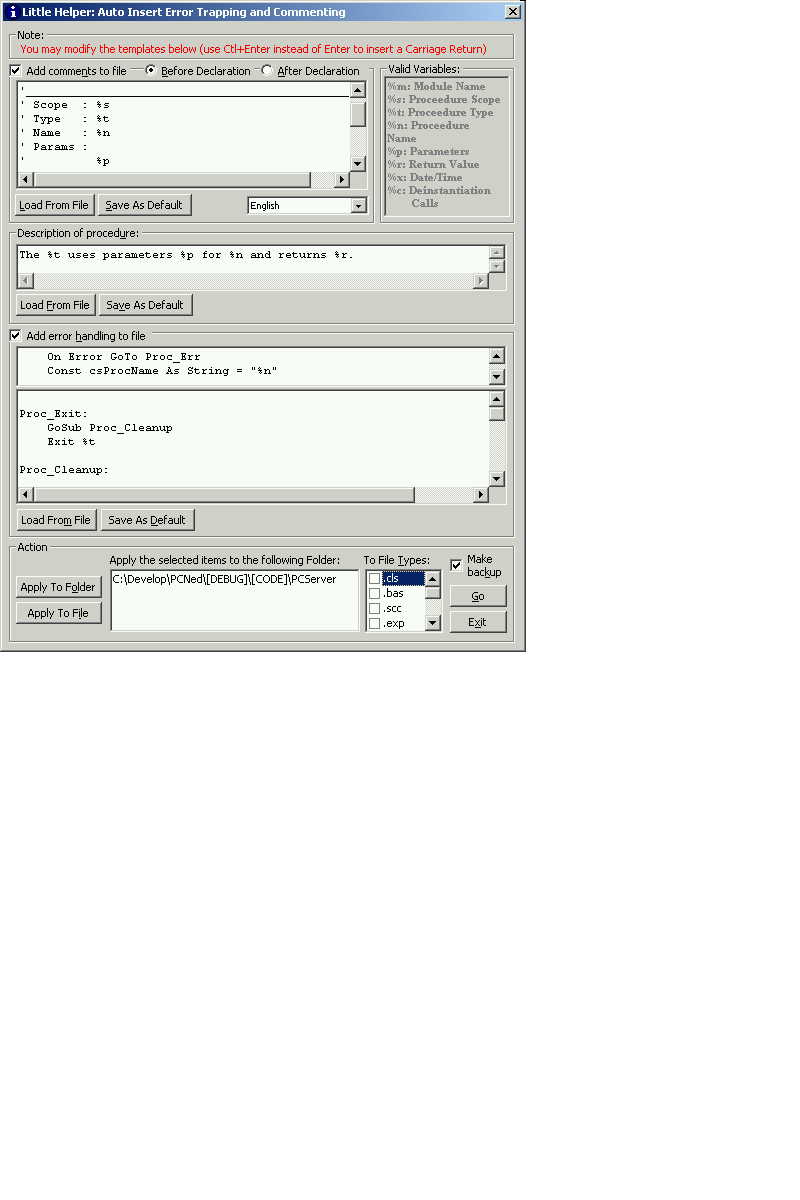 Little Helper: Auto Insert Error Trapping and Commenting
Note:
You may modify the templates below (use Ctl+Enter instead of Enter to insert a Carriage Return)
Add comments to file
Before Declaration
After Declaration
'
' Scope  : %s
' Type   : %t
' Name   : %n
' Params :
'          %p
Load From File
Save As Default
English
Valid Variables:
%m: Module Name
%s: Proceedure Scope
%t: Proceedure Type
%n: Proceedure
Name
%p: Parameters
%r: Return Value
%x: Date/Time
%c: Deinstantiation
Calls
Description of procedure:
The %t uses parameters %p for %n and returns %r.
Load From File
Save As Default
Add error handling to file
On Error GoTo Proc_Err
Const csProcName As String = "%n"
Proc_Exit:
GoSub Proc_Cleanup
Exit %t
Proc_Cleanup:
Load From File
Save As Default
Action
Apply To Folder
Apply To File
Apply the selected items to the following Folder:
C:\Develop\PCNed\[DEBUG]\[CODE]\PCServer
To File Types:
.cls
.bas
.scc
.exp
Make
backup
Go
Exit